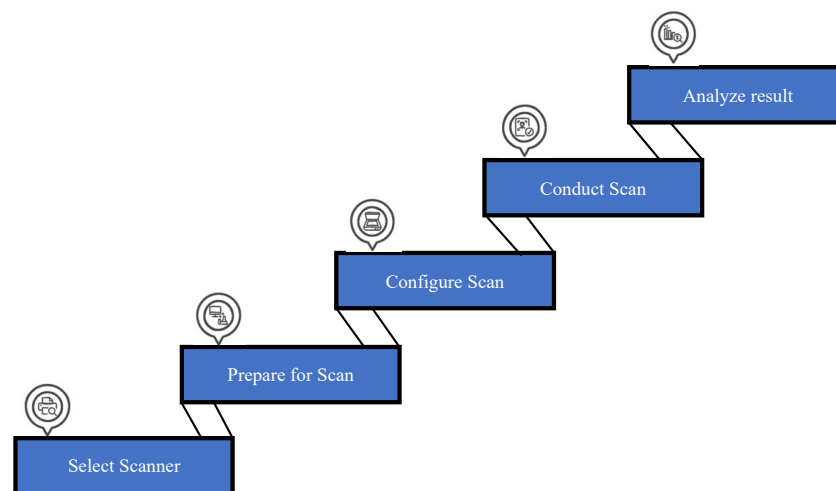 Analyze result
Conduct Scan
Configure Scan
Prepare for Scan
Select Scanner